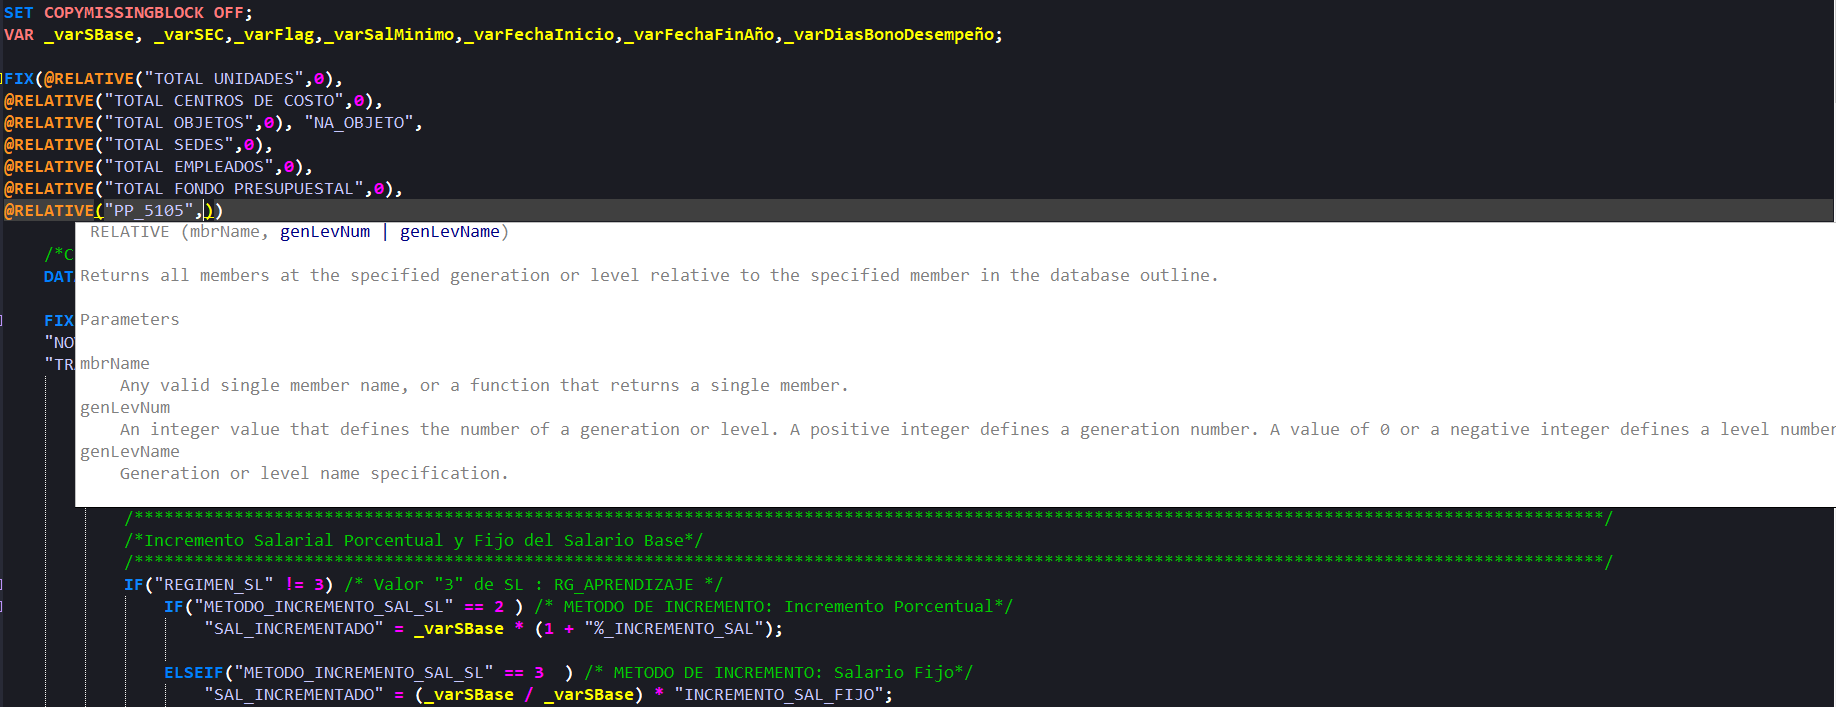 SET COPYMISSINGBLOCK OFF;
VAR _varSBase, _varSEC,_varFlag,_varSalMinimo,_varFechaInicio,_varFechaFinAño,_varDiasBonoDesempeño;
FIX(@RELATIVE("TOTAL UNIDADES",0),
@RELATIVE("TOTAL CENTROS DE COSTO",0),
@RELATIVE("TOTAL OBJETOS",0), "NA_OBJETO",
@RELATIVE("TOTAL SEDES",0),
@RELATIVE("TOTAL EMPLEADOS",0),
@RELATIVE("TOTAL FONDO PRESUPUESTAL",0),
@RELATIVE("PP_5105",))
RELATIVE (mbrName, genLevNum | genLevName)
/*C
DAT
Returns all members at the specified generation or level relative to the specified member in the database outline.
FIX
Parameters
"NO
"TR
mbrName
Any valid single member name, or a function that returns a single member.
genLevNum
An integer value that defines the number of a generation or level. A positive integer defines a generation number. A value of 0 or a negative integer defines a level number
genLevName
Generation or level name specification.
/*****************************************************************************************************************************************************/
/*Incremento Salarial Porcentual y Fijo del Salario Base*/
/*****************************************************************************************************************************************************/
IF("REGIMEN_SL" != 3) /* Valor "3" de SL : RG_APRENDIZAJE */
IF("METODO_INCREMENTO_SAL_SL" == 2 ) /* METODO DE INCREMENTO: Incremento Porcentual*/
"SAL_INCREMENTADO" = _varSBase * (1 + "%_INCREMENTO_SAL");
ELSEIF("METODO_INCREMENTO_SAL_SL" == 3  ) /* METODO DE INCREMENTO: Salario Fijo*/
"SAL_INCREMENTADO" = (_varSBase / _varSBase) * "INCREMENTO_SAL_FIJO";